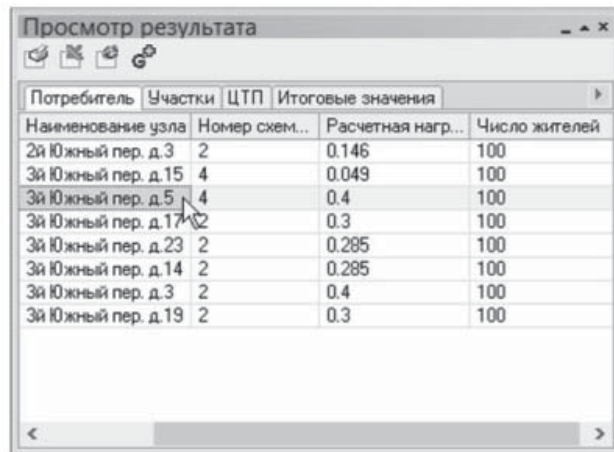 Просмотр результата
Потребитель Участки ЦТП Итоговые значения
Наименование узла Номер схем... Расчетная нагр... Число жителей
2й Южный пер. д.3 2 0.146 100
3й Южный пер. д.15 4 0.049 100
3й Южный пер. д.5 4 0.4 100
3й Южный пер. д.17 2 0.3 100
3й Южный пер. д.23 2 0.285 100
3й Южный пер. д.14 2 0.285 100
3й Южный пер. д.3 2 0.4 100
3й Южный пер. д.19 2 0.3 100